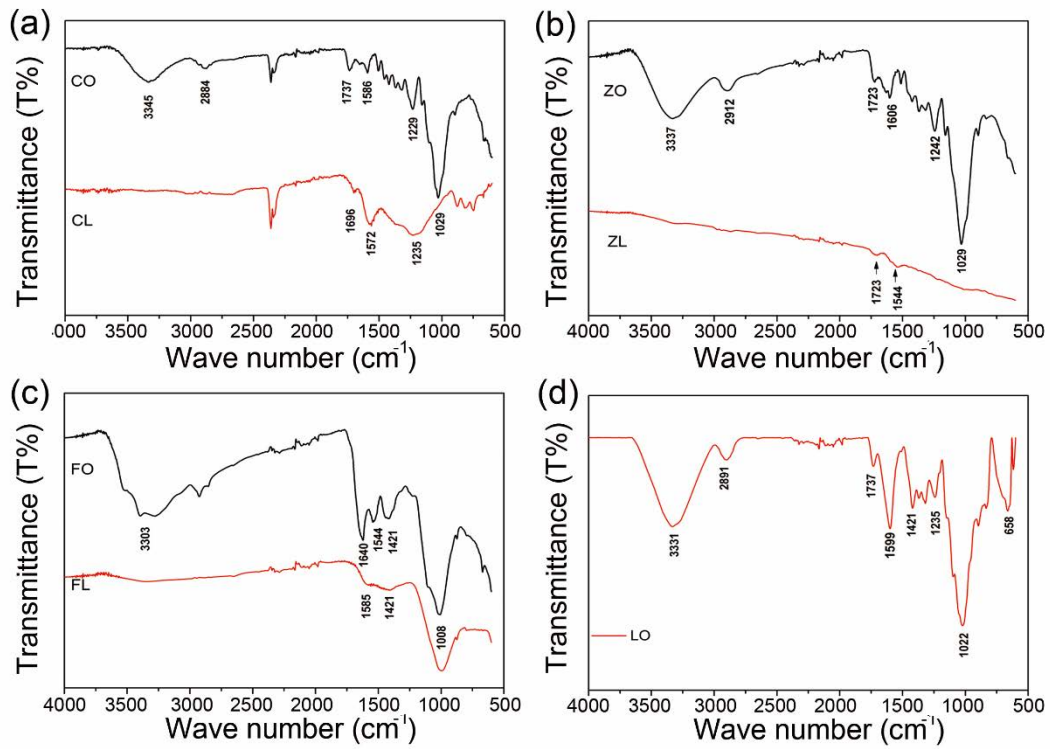 (a)
Transmittance (T%)
CO
3345
2884
1737
1586
1229
1029
CL
1696
1572
1235
4000 3500 3000 2500 2000 1500 1000 500
Wave number (cm-1)
(b)
Transmittance (T%)
ZO
3337
2912
1723
1606
1242
1029
ZL
1723
1544
4000 3500 3000 2500 2000 1500 1000 500
Wave number (cm-1)
(c)
Transmittance (T%)
FO
3303
1640
1544
1421
FL
1585
1421
1008
4000 3500 3000 2500 2000 1500 1000 500
Wave number (cm-1)
(d)
Transmittance (T%)
3331
2891
1737
1599
1421
1235
1022
658
LO
4000 3500 3000 2500 2000 1500 1000 500
Wave number (cm-1)